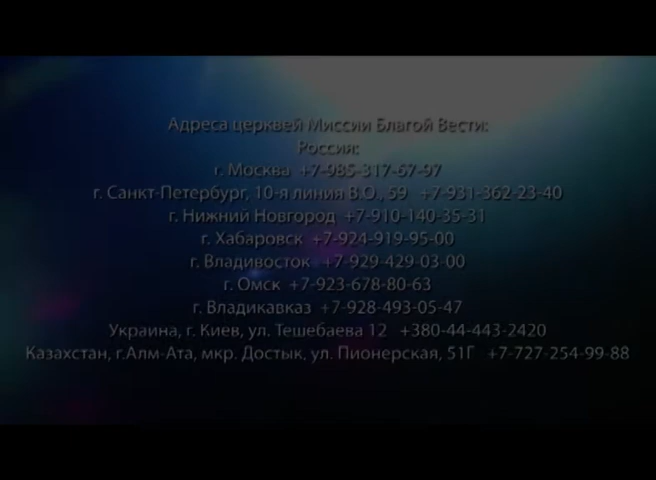 Адреса церквей Миссии Благой Вести:
Россия:
г. Москва +7-985-317-67-97
г. Санкт-Петербург, 10-я линия В.О., 59 +7-931-362-23-40
г. Нижний Новгород +7-910-140-35-31
г. Хабаровск +7-924-919-95-00
г. Владивосток +7-929-429-03-00
г. Омск +7-923-678-80-63
г. Владикавказ +7-928-493-05-47
Украина, г. Киев, ул. Тешебаева 12 +380-44-443-2420
Казахстан, г.Алм-Ата, мкр. Достык, ул. Пионерская, 51Г +7-727-254-99-88